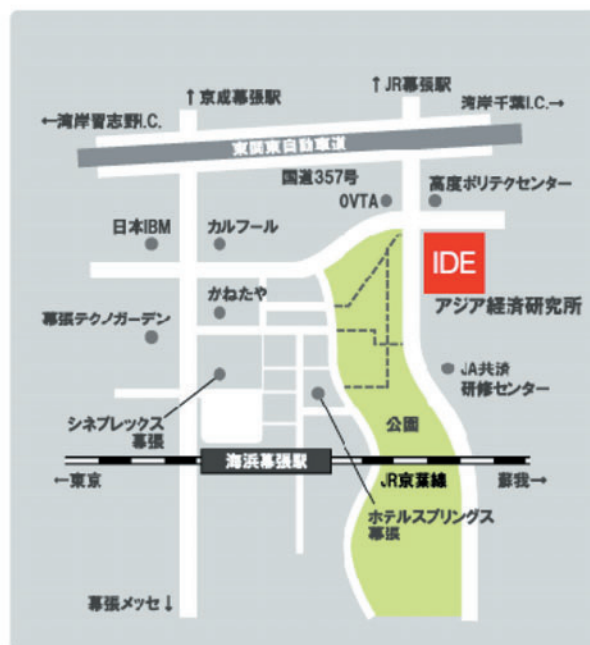 ↑京成幕張駅
↑JR幕張駅
←湾岸習志野I.C.
湾岸千葉I.C.→
東関東自動車道
国道357号
OVTA
高度ポリテクセンター
日本IBM
カルフール
IDE
アジア経済研究所
かねたや
幕張テクノガーデン
JA共済
研修センター
シネプレックス
幕張
公園
海浜幕張駅
←東京
JR京葉線
蘇我→
ホテルスプリングス
幕張
幕張メッセ↓